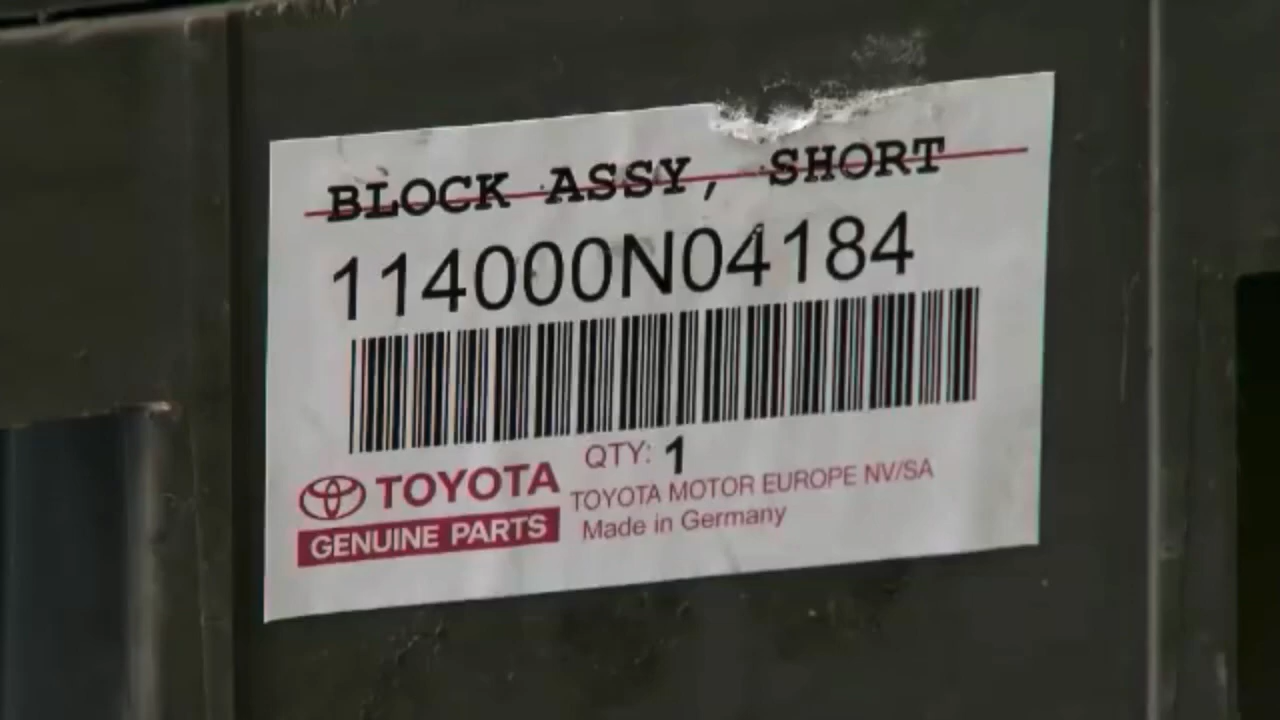 BLOCK ASSY, SHORT
114000N04184
QTY: 1
TOYOTA
GENUINE PARTS
TOYOTA MOTOR EUROPE NV/SA
Made in Germany